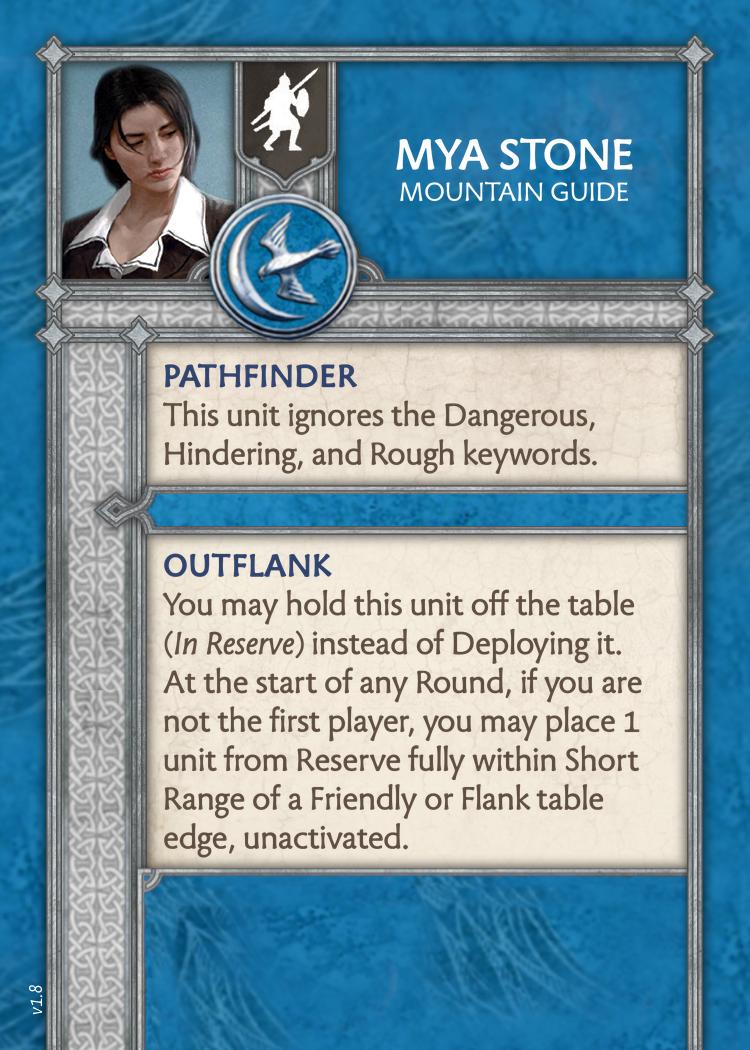 MYA STONE
MOUNTAIN GUIDE
PATHFINDER
This unit ignores the Dangerous,
Hindering, and Rough keywords.
OUTFLANK
You may hold this unit off the table
(In Reserve) instead of Deploying it.
At the start of any Round, if you are
not the first player, you may place 1
unit from Reserve fully within Short
Range of a Friendly or Flank table
edge, unactivated.
v1.8